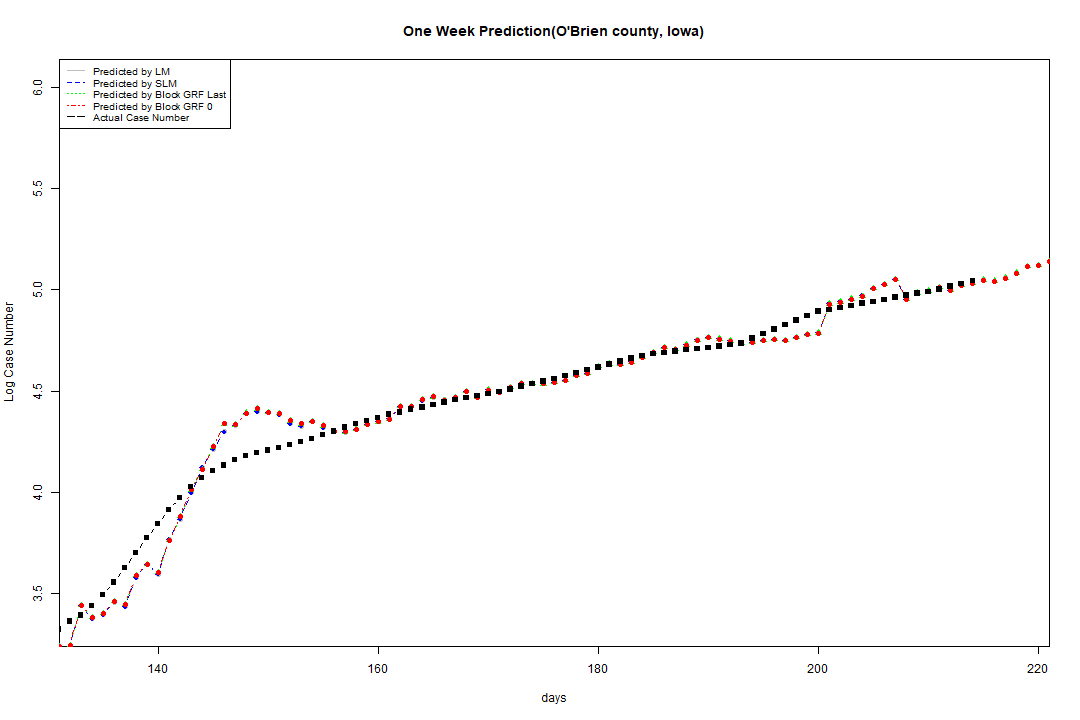 One Week Prediction(O'Brien county, Iowa)
Predicted by LM
Predicted by SLM
Predicted by Block GRF Last
Predicted by Block GRF 0
Actual Case Number
6.0
5.5
5.0
4.5
4.0
3.5
Log Case Number
140 160 180 200 220
days